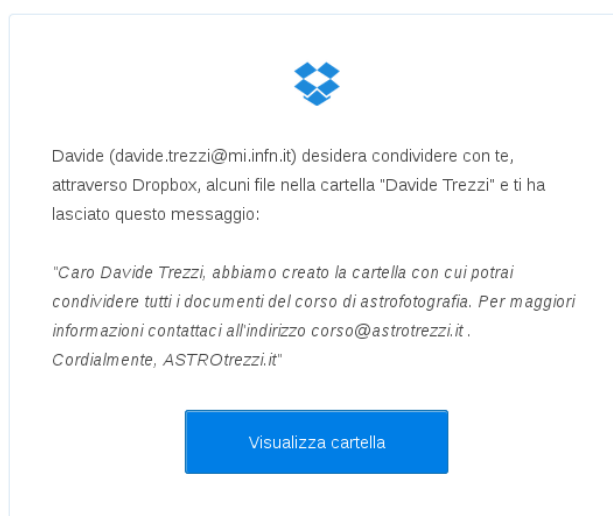 Davide (davide.trezzi@mi.infn.it) desidera condividere con te,
attraverso Dropbox, alcuni file nella cartella "Davide Trezzi" e ti ha
lasciato questo messaggio:
"Caro Davide Trezzi, abbiamo creato la cartella con cui potrai
condividere tutti i documenti del corso di astrofotografia. Per maggiori
informazioni contattaci all'indirizzo corso@astrotrezzi.it .
Cordialmente, ASTROtrezzi.it"
Visualizza cartella